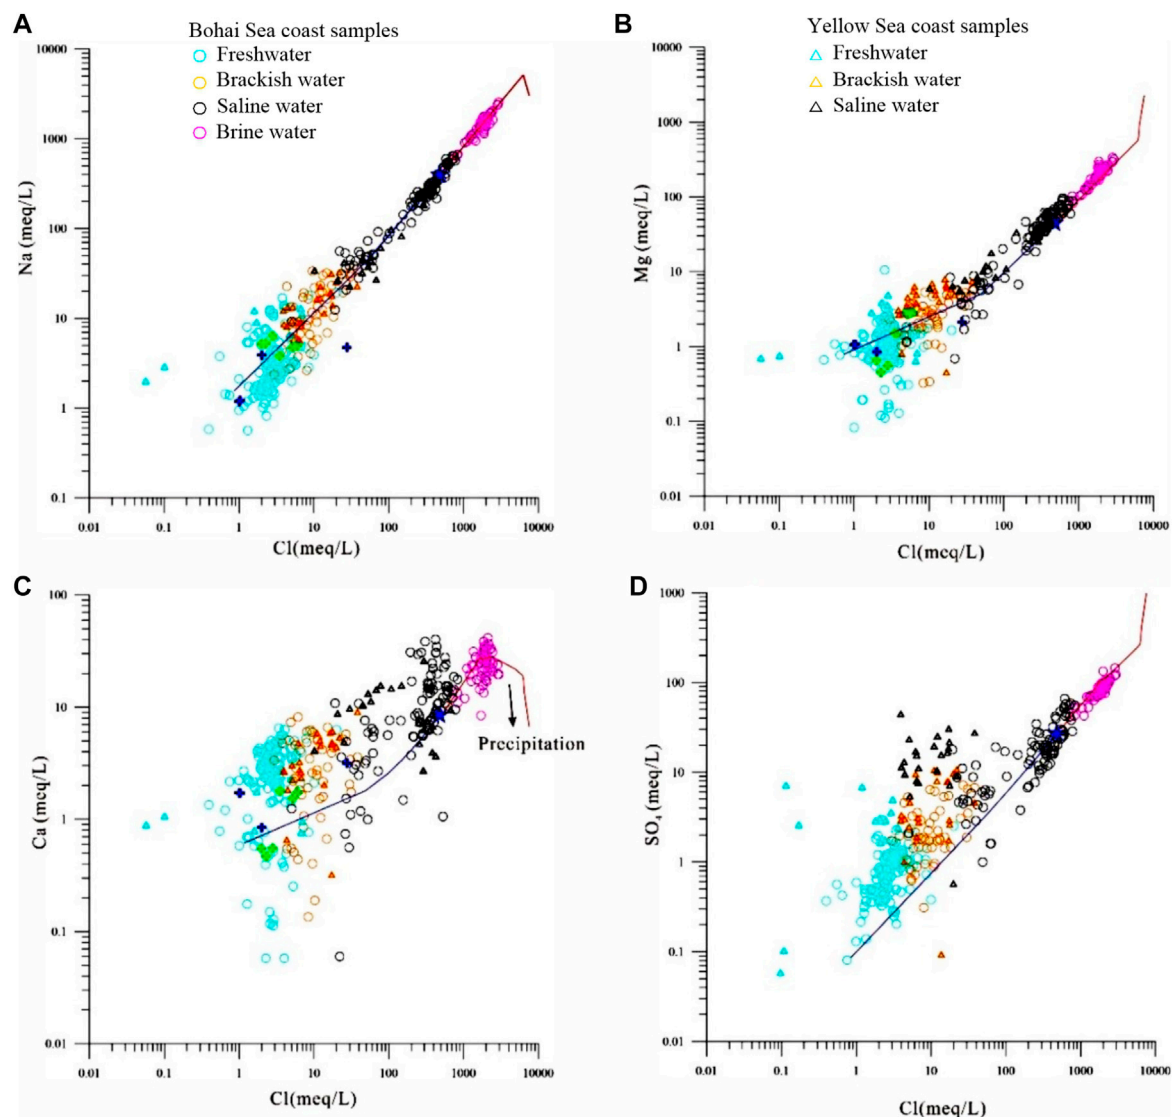 A
Bohai Sea coast samples
Freshwater
Brackish water
Saline water
Brine water
10000
1000
100
10
1
0.1
Na (meq/L)
0.01 0.1 1 10 100 1000 10000
Cl(meq/L)
B
Yellow Sea coast samples
Freshwater
Brackish water
Saline water
10000
1000
100
10
1
0.1
0.01
Mg (meq/L)
0.01 0.1 1 10 100 1000 10000
Cl(meq/L)
C
100
10
1
0.1
0.01
Ca (meq/L)
Precipitation
0.01 0.1 1 10 100 1000 10000
Cl(meq/L)
D
1000
100
10
1
0.1
0.01
SO4 (meq/L)
0.01 0.1 1 10 100 1000 10000
Cl(meq/L)